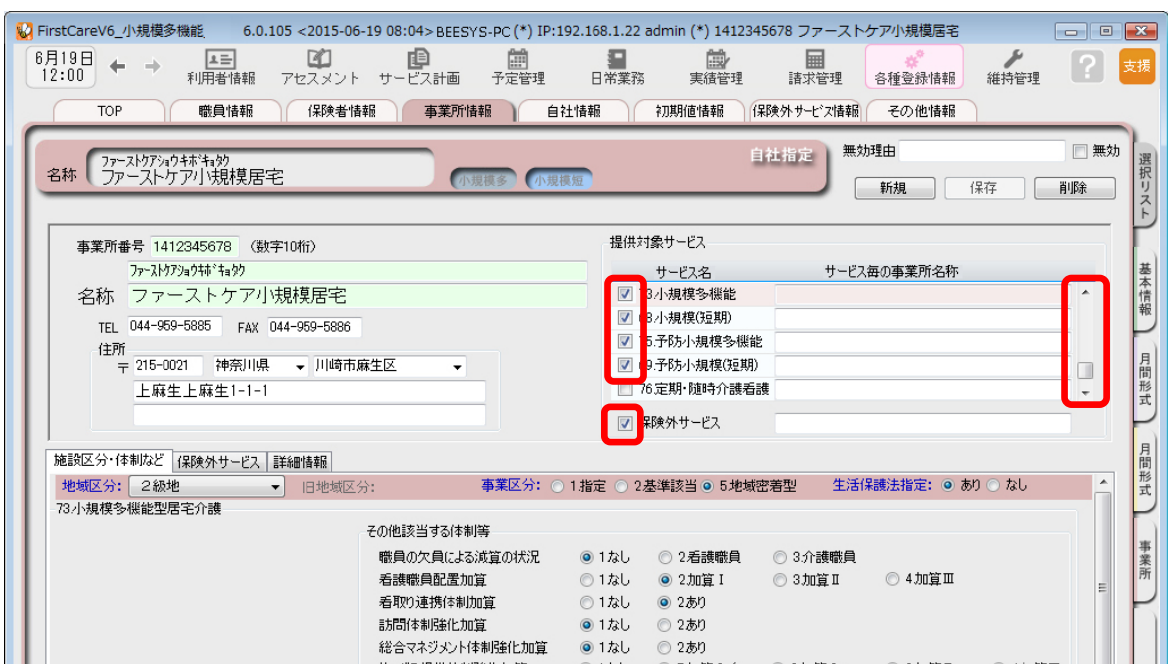 FirstCareV6_小規模多機能 6.0.105 <2015-06-19 08:04> BEESYS-PC (*) IP:192.168.1.22 admin (*) 1412345678 ファーストケア小規模居宅
6月19日
12:00
利用者情報 アセスメント サービス計画 予定管理 日常業務 実績管理 請求管理 各種登録情報 維持管理 ? 支援
TOP 職員情報 保険者情報 事業所情報 自社情報 初期値情報 保険外サービス情報 その他情報
名称
ファーストケアショウキボキョタク
ファーストケア小規模居宅
小規模多 小規模短
自社指定
無効理由 無効
新規 保存 削除
選択リスト
基本情報
月間形式
月間形式
事業所
事業所番号 1412345678 (数字10桁)
ファーストケアショウキボキョタク
名称 ファーストケア小規模居宅
TEL 044-959-5885 FAX 044-959-5886
住所
〒 215-0021 神奈川県 川崎市麻生区
上麻生上麻生1-1-1
提供対象サービス
サービス名 サービス毎の事業所名称
73.小規模多機能
68.小規模(短期)
75.予防小規模多機能
69.予防小規模(短期)
76.定期・随時介護看護
保険外サービス
施設区分・体制など 保険外サービス 詳細情報
地域区分: 2級地 旧地域区分: 事業区分: 1.指定 2.基準該当 5.地域密着型 生活保護法指定: あり なし
73.小規模多機能型居宅介護
その他該当する体制等
職員の欠員による減算の状況 1.なし 2.看護職員 3.介護職員
看護職員配置加算 1.なし 2.加算Ⅰ 3.加算Ⅱ 4.加算Ⅲ
看取り連携体制加算 1.なし 2.あり
訪問体制強化加算 1.なし 2.あり
総合マネジメント体制強化加算 1.なし 2.あり